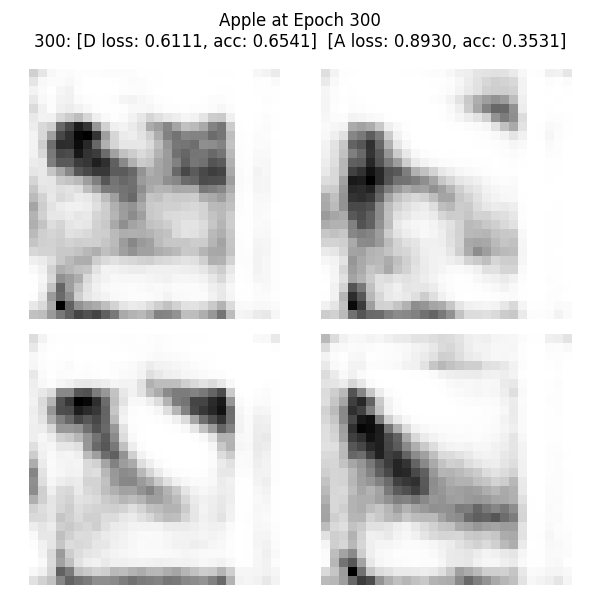 Apple at Epoch 300
300: [D loss: 0.6111, acc: 0.6541]  [A loss: 0.8930, acc: 0.3531]